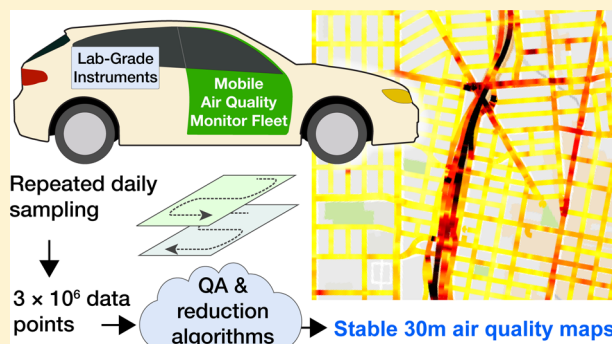 Lab-Grade
Instruments
Mobile
Air Quality
Monitor Fleet
Repeated daily
sampling
3 × 10⁶ data
points
QA &
reduction
algorithms
Stable 30m air quality maps